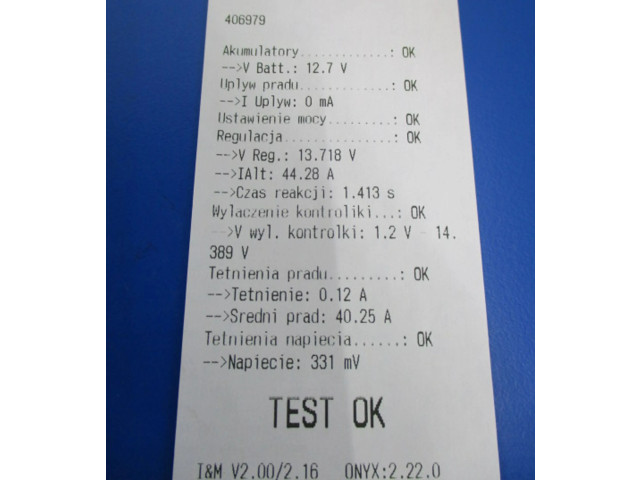 406979
Akumulatory............: OK
-->V Batt.: 12.7 V
Uplyw pradu............: OK
-->I Uplyw: 0 mA
Ustawienie mocy.........: OK
Regulacja...............: OK
-->V Reg.: 13.718 V
-->IAlt: 44.28 A
-->Czas reakcji: 1.413 s
Wylaczenie kontroliki...: OK
-->V wyl. kontrolki: 1.2 V - 14.
389 V
Tetnienia pradu.........: OK
-->Tetnienie: 0.12 A
-->Sredni prad: 40.25 A
Tetnienia napiecia......: OK
-->Napiecie: 331 mV
TEST OK
I&M V2.00/2.16 ONYX:2.22.0